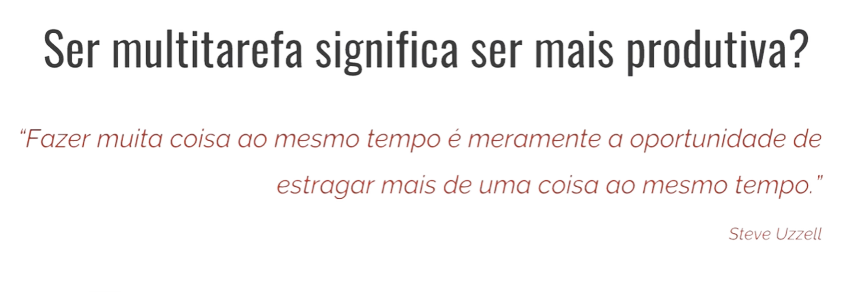 Ser multitarefa significa ser mais produtiva?
“Fazer muita coisa ao mesmo tempo é meramente a oportunidade de
estragar mais de uma coisa ao mesmo tempo.”
Steve Uzzell